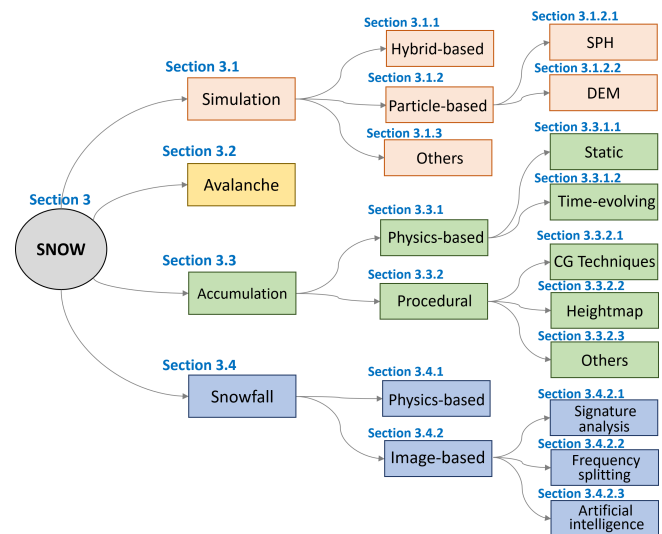 Section 3
SNOW
Section 3.1
Simulation
Section 3.1.1
Hybrid-based
Section 3.1.2
Particle-based
Section 3.1.2.1
SPH
Section 3.1.2.2
DEM
Section 3.1.3
Others
Section 3.2
Avalanche
Section 3.3
Accumulation
Section 3.3.1
Physics-based
Section 3.3.1.1
Static
Section 3.3.1.2
Time-evolving
Section 3.3.2
Procedural
Section 3.3.2.1
CG Techniques
Section 3.3.2.2
Heightmap
Section 3.3.2.3
Others
Section 3.4
Snowfall
Section 3.4.1
Physics-based
Section 3.4.2
Image-based
Section 3.4.2.1
Signature
analysis
Section 3.4.2.2
Frequency
splitting
Section 3.4.2.3
Artificial
intelligence